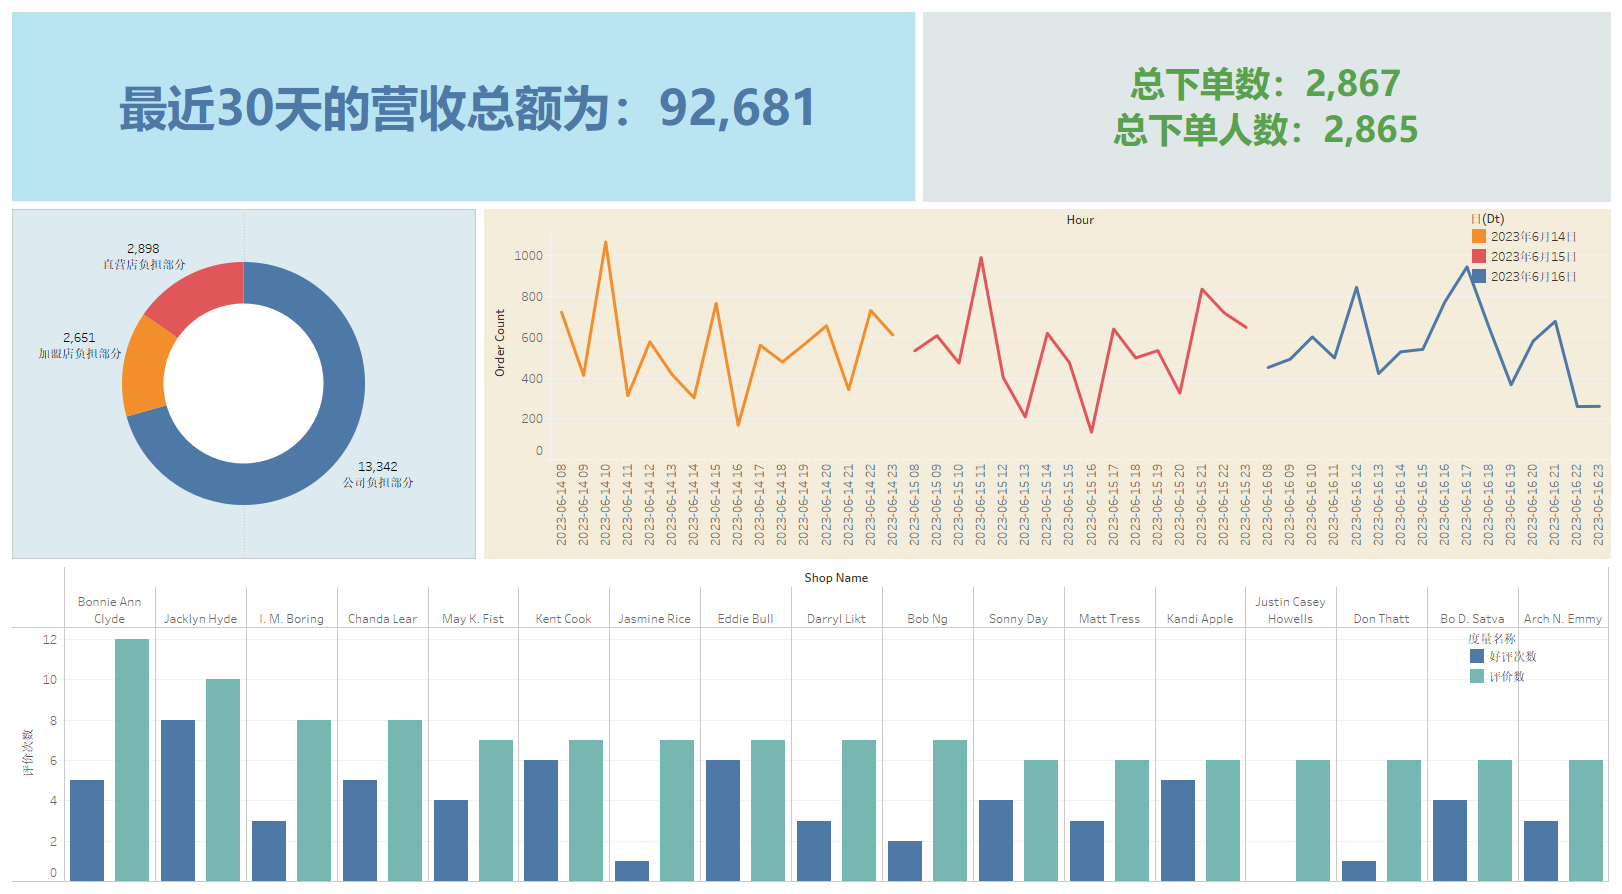 最近30天的营收总额为：92,681
总下单数：2,867
总下单人数：2,865
2,898
直营店负担部分
2,651
加盟店负担部分
13,342
公司负担部分
Hour
日(Dt)
2023年6月14日
2023年6月15日
2023年6月16日
Order Count
1000
800
600
400
200
0
2023-06-14 08
2023-06-14 09
2023-06-14 10
2023-06-14 11
2023-06-14 12
2023-06-14 13
2023-06-14 14
2023-06-14 15
2023-06-14 16
2023-06-14 17
2023-06-14 18
2023-06-14 19
2023-06-14 20
2023-06-14 21
2023-06-14 22
2023-06-14 23
2023-06-15 08
2023-06-15 09
2023-06-15 10
2023-06-15 11
2023-06-15 12
2023-06-15 13
2023-06-15 14
2023-06-15 15
2023-06-15 16
2023-06-15 17
2023-06-15 18
2023-06-15 19
2023-06-15 20
2023-06-15 21
2023-06-15 22
2023-06-15 23
2023-06-16 08
2023-06-16 09
2023-06-16 10
2023-06-16 11
2023-06-16 12
2023-06-16 13
2023-06-16 14
2023-06-16 15
2023-06-16 16
2023-06-16 17
2023-06-16 18
2023-06-16 19
2023-06-16 20
2023-06-16 21
2023-06-16 22
2023-06-16 23
Shop Name
Bonnie Ann
Clyde
Jacklyn Hyde
I. M. Boring
Chanda Lear
May K. Fist
Kent Cook
Jasmine Rice
Eddie Bull
Darryl Likt
Bob Ng
Sonny Day
Matt Tress
Kandi Apple
Justin Casey
Howells
Don Thatt
Bo D. Satva
Arch N. Emmy
度量名称
好评次数
评价数
评价次数
12
10
8
6
4
2
0